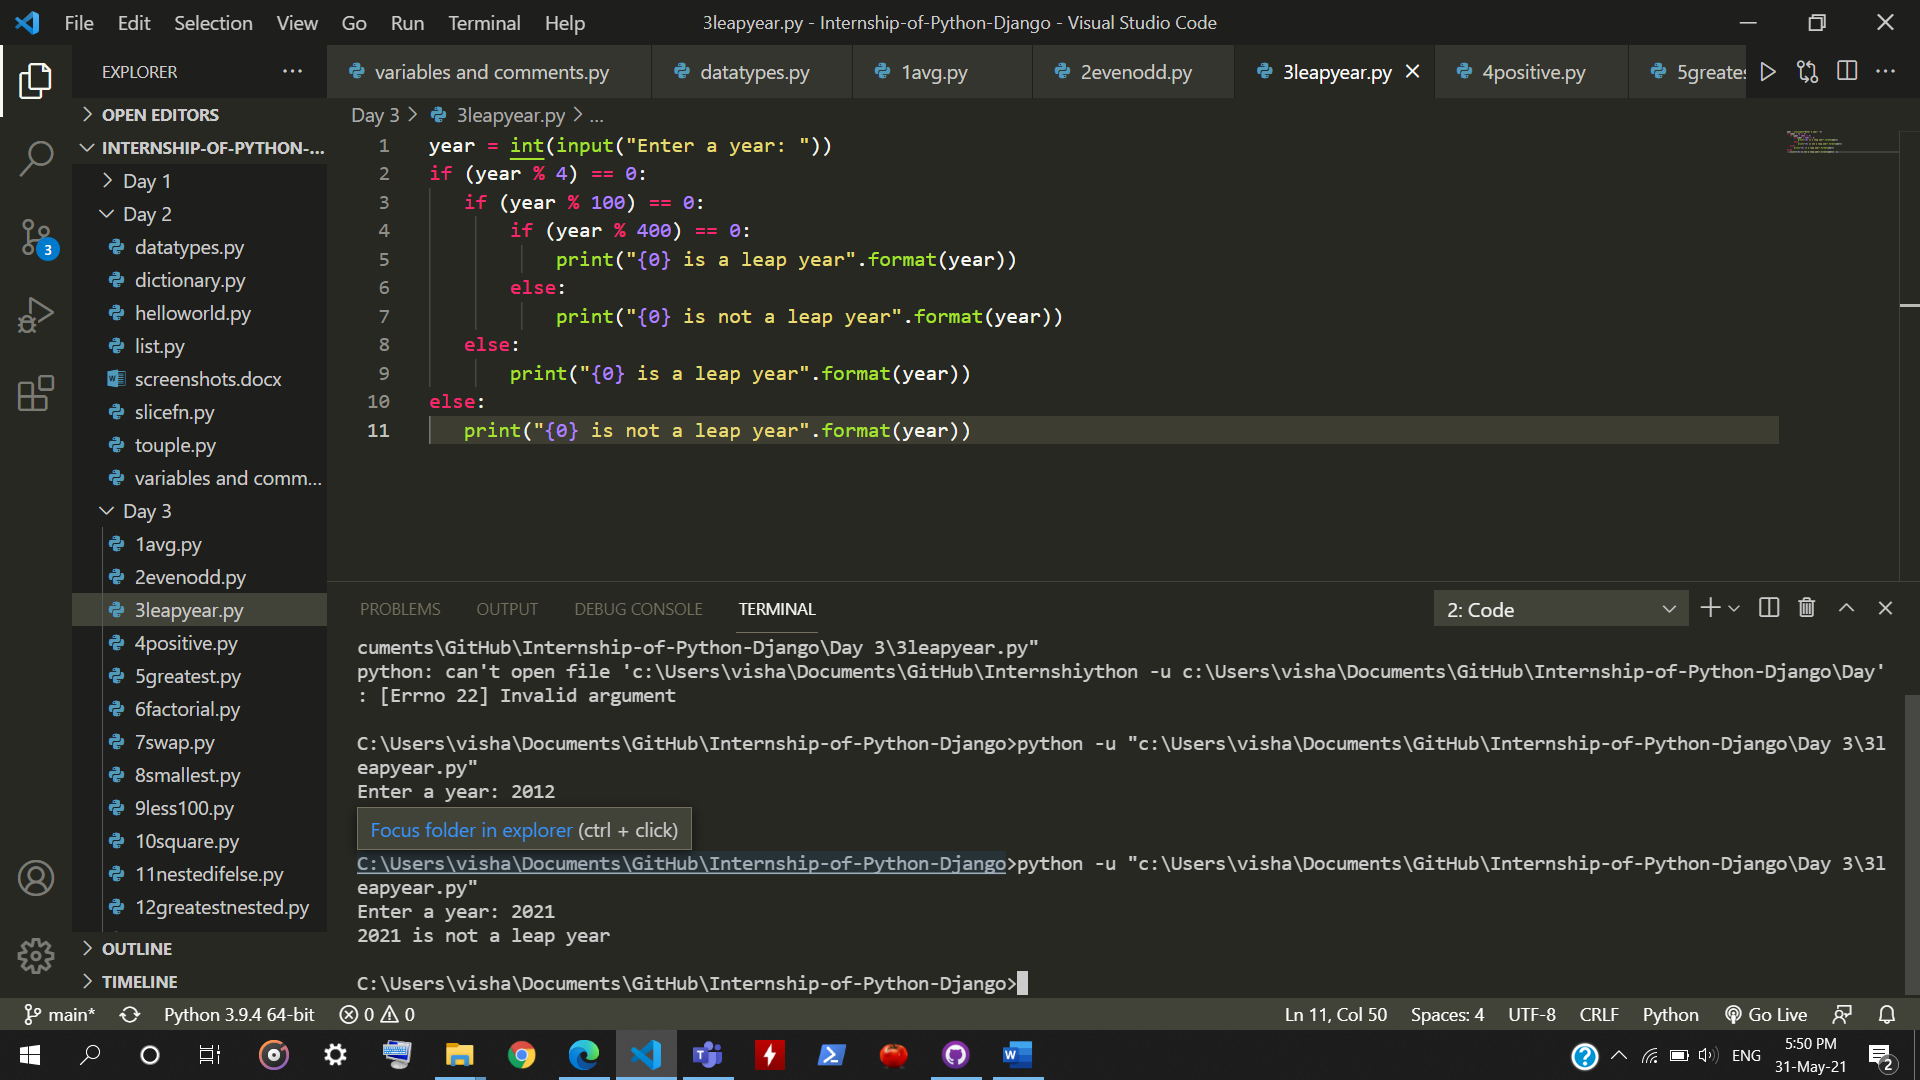 File Edit Selection View Go Run Terminal Help
3leapyear.py - Internship-of-Python-Django - Visual Studio Code
EXPLORER
variables and comments.py
datatypes.py
1avg.py
2evenodd.py
3leapyear.py
4positive.py
5greates
OPEN EDITORS
INTERNSHIP-OF-PYTHON-...
Day 1
Day 2
datatypes.py
dictionary.py
helloworld.py
list.py
screenshots.docx
slicefn.py
touple.py
variables and comm...
Day 3
1avg.py
2evenodd.py
3leapyear.py
4positive.py
5greatest.py
6factorial.py
7swap.py
8smallest.py
9less100.py
10square.py
11nestedifelse.py
12greatestnested.py
OUTLINE
TIMELINE
3
Day 3 > 3leapyear.py > ...
1 year = int(input("Enter a year: "))
2 if (year % 4) == 0:
3 if (year % 100) == 0:
4 if (year % 400) == 0:
5 print("{0} is a leap year".format(year))
6 else:
7 print("{0} is not a leap year".format(year))
8 else:
9 print("{0} is a leap year".format(year))
10 else:
11 print("{0} is not a leap year".format(year))
PROBLEMS OUTPUT DEBUG CONSOLE TERMINAL
2: Code
cuments\GitHub\Internship-of-Python-Django\Day 3\3leapyear.py"
python: can't open file 'c:\Users\visha\Documents\GitHub\Internshiython -u c:\Users\visha\Documents\GitHub\Internship-of-Python-Django\Day'
: [Errno 22] Invalid argument
C:\Users\visha\Documents\GitHub\Internship-of-Python-Django>python -u "c:\Users\visha\Documents\GitHub\Internship-of-Python-Django\Day 3\3l
eapyear.py"
Enter a year: 2012
Focus folder in explorer (ctrl + click)
C:\Users\visha\Documents\GitHub\Internship-of-Python-Django>python -u "c:\Users\visha\Documents\GitHub\Internship-of-Python-Django\Day 3\3l
eapyear.py"
Enter a year: 2021
2021 is not a leap year
C:\Users\visha\Documents\GitHub\Internship-of-Python-Django>
main* Python 3.9.4 64-bit 0 0
Ln 11, Col 50 Spaces: 4 UTF-8 CRLF Python Go Live
ENG
5:50 PM
31-May-21
2